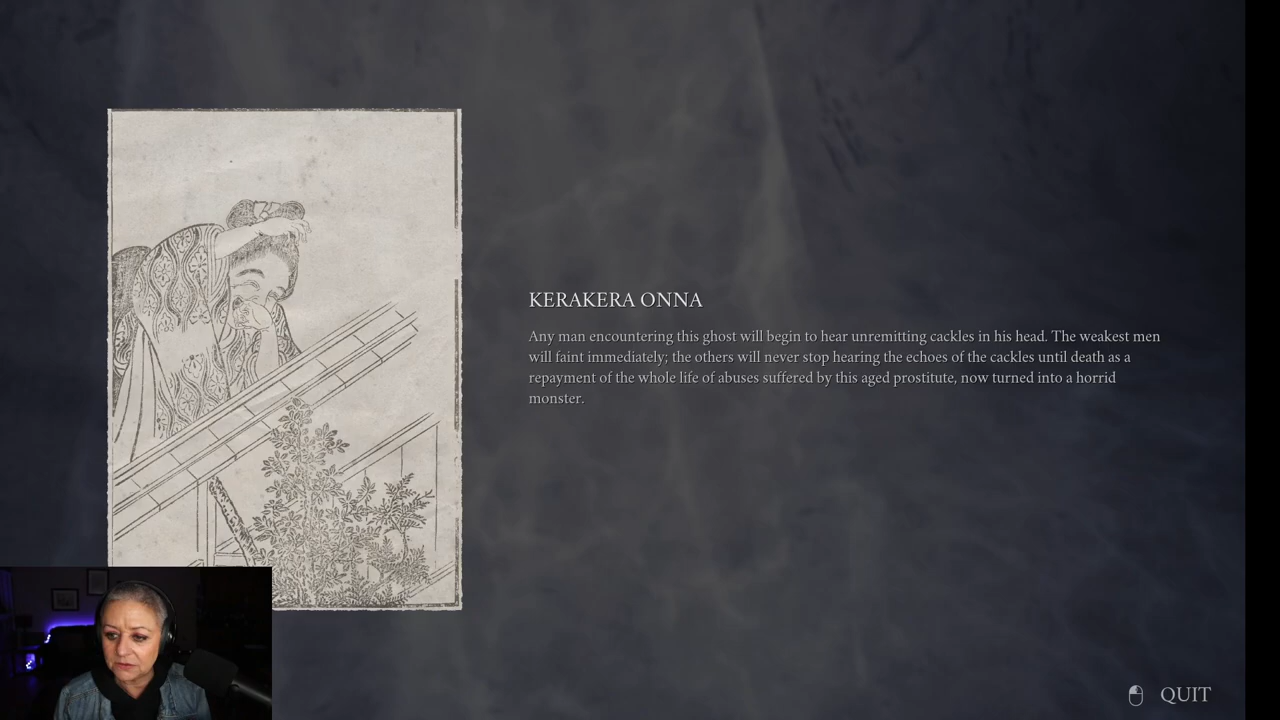 KERAKERA ONNA
Any man encountering this ghost will begin to hear unremitting cackles in his head. The weakest men
will faint immediately; the others will never stop hearing the echoes of the cackles until death as a
repayment of the whole life of abuses suffered by this aged prostitute, now turned into a horrid
monster.
QUIT